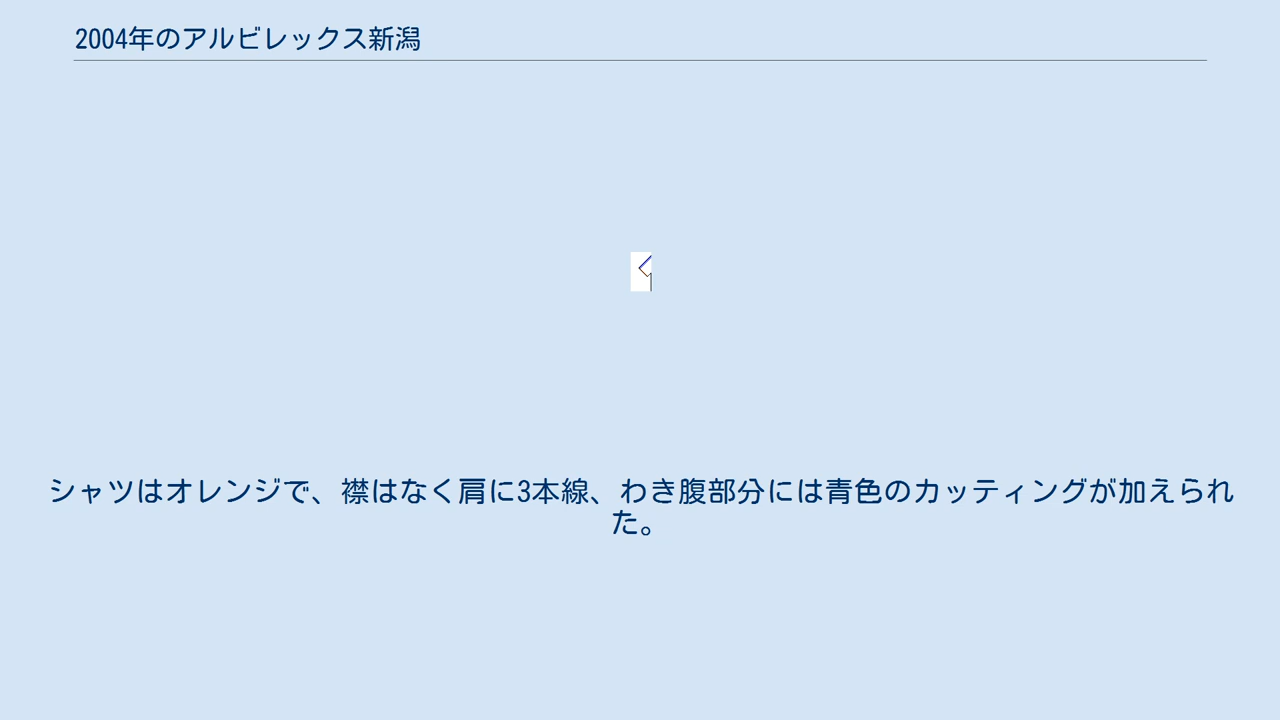 2004年のアルビレックス新潟
シャツはオレンジで、襟はなく肩に3本線、わき腹部分には青色のカッティングが加えられ
た。